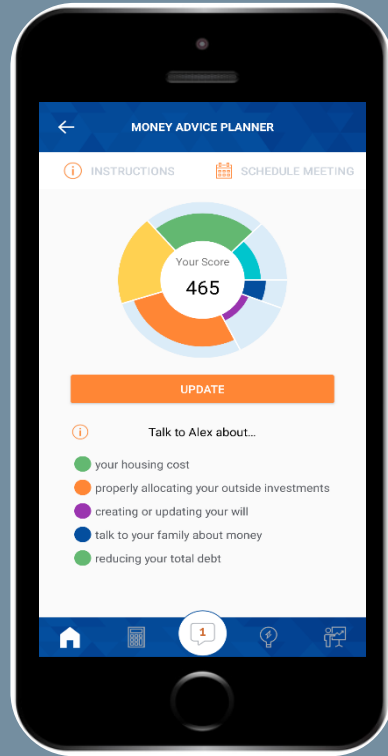 MONEY ADVICE PLANNER
INSTRUCTIONS
SCHEDULE MEETING
Your Score
465
UPDATE
Talk to Alex about...
your housing cost
properly allocating your outside investments
creating or updating your will
talk to your family about money
reducing your total debt
1